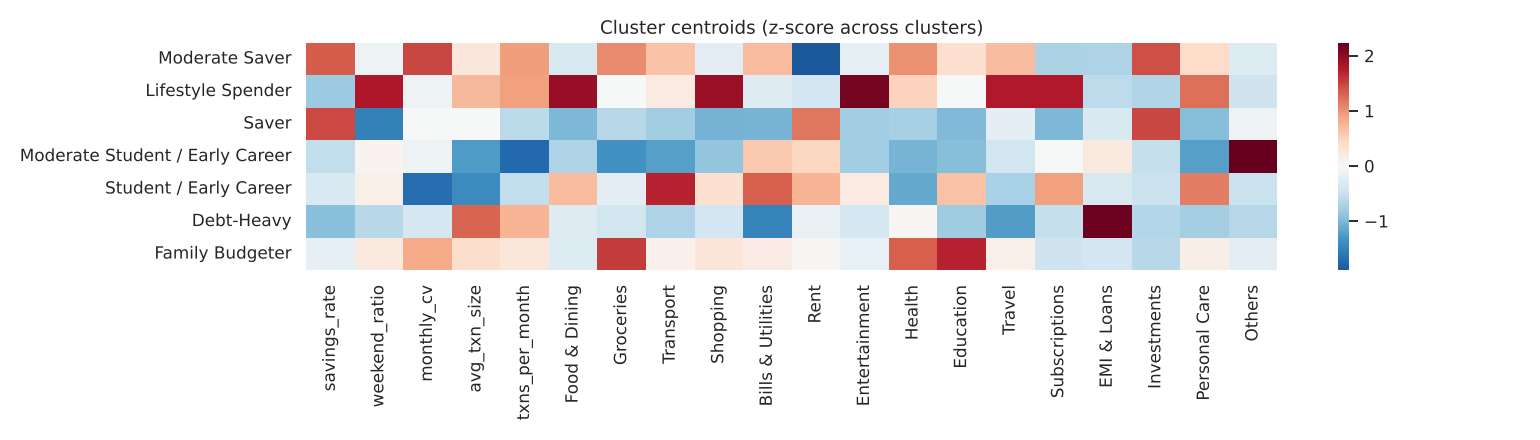 Cluster centroids (z-score across clusters)
Moderate Saver
Lifestyle Spender
Saver
Moderate Student / Early Career
Student / Early Career
Debt-Heavy
Family Budgeter
savings_rate
weekend_ratio
monthly_cv
avg_txn_size
txns_per_month
Food & Dining
Groceries
Transport
Shopping
Bills & Utilities
Rent
Entertainment
Health
Education
Travel
Subscriptions
EMI & Loans
Investments
Personal Care
Others
2
1
0
−1